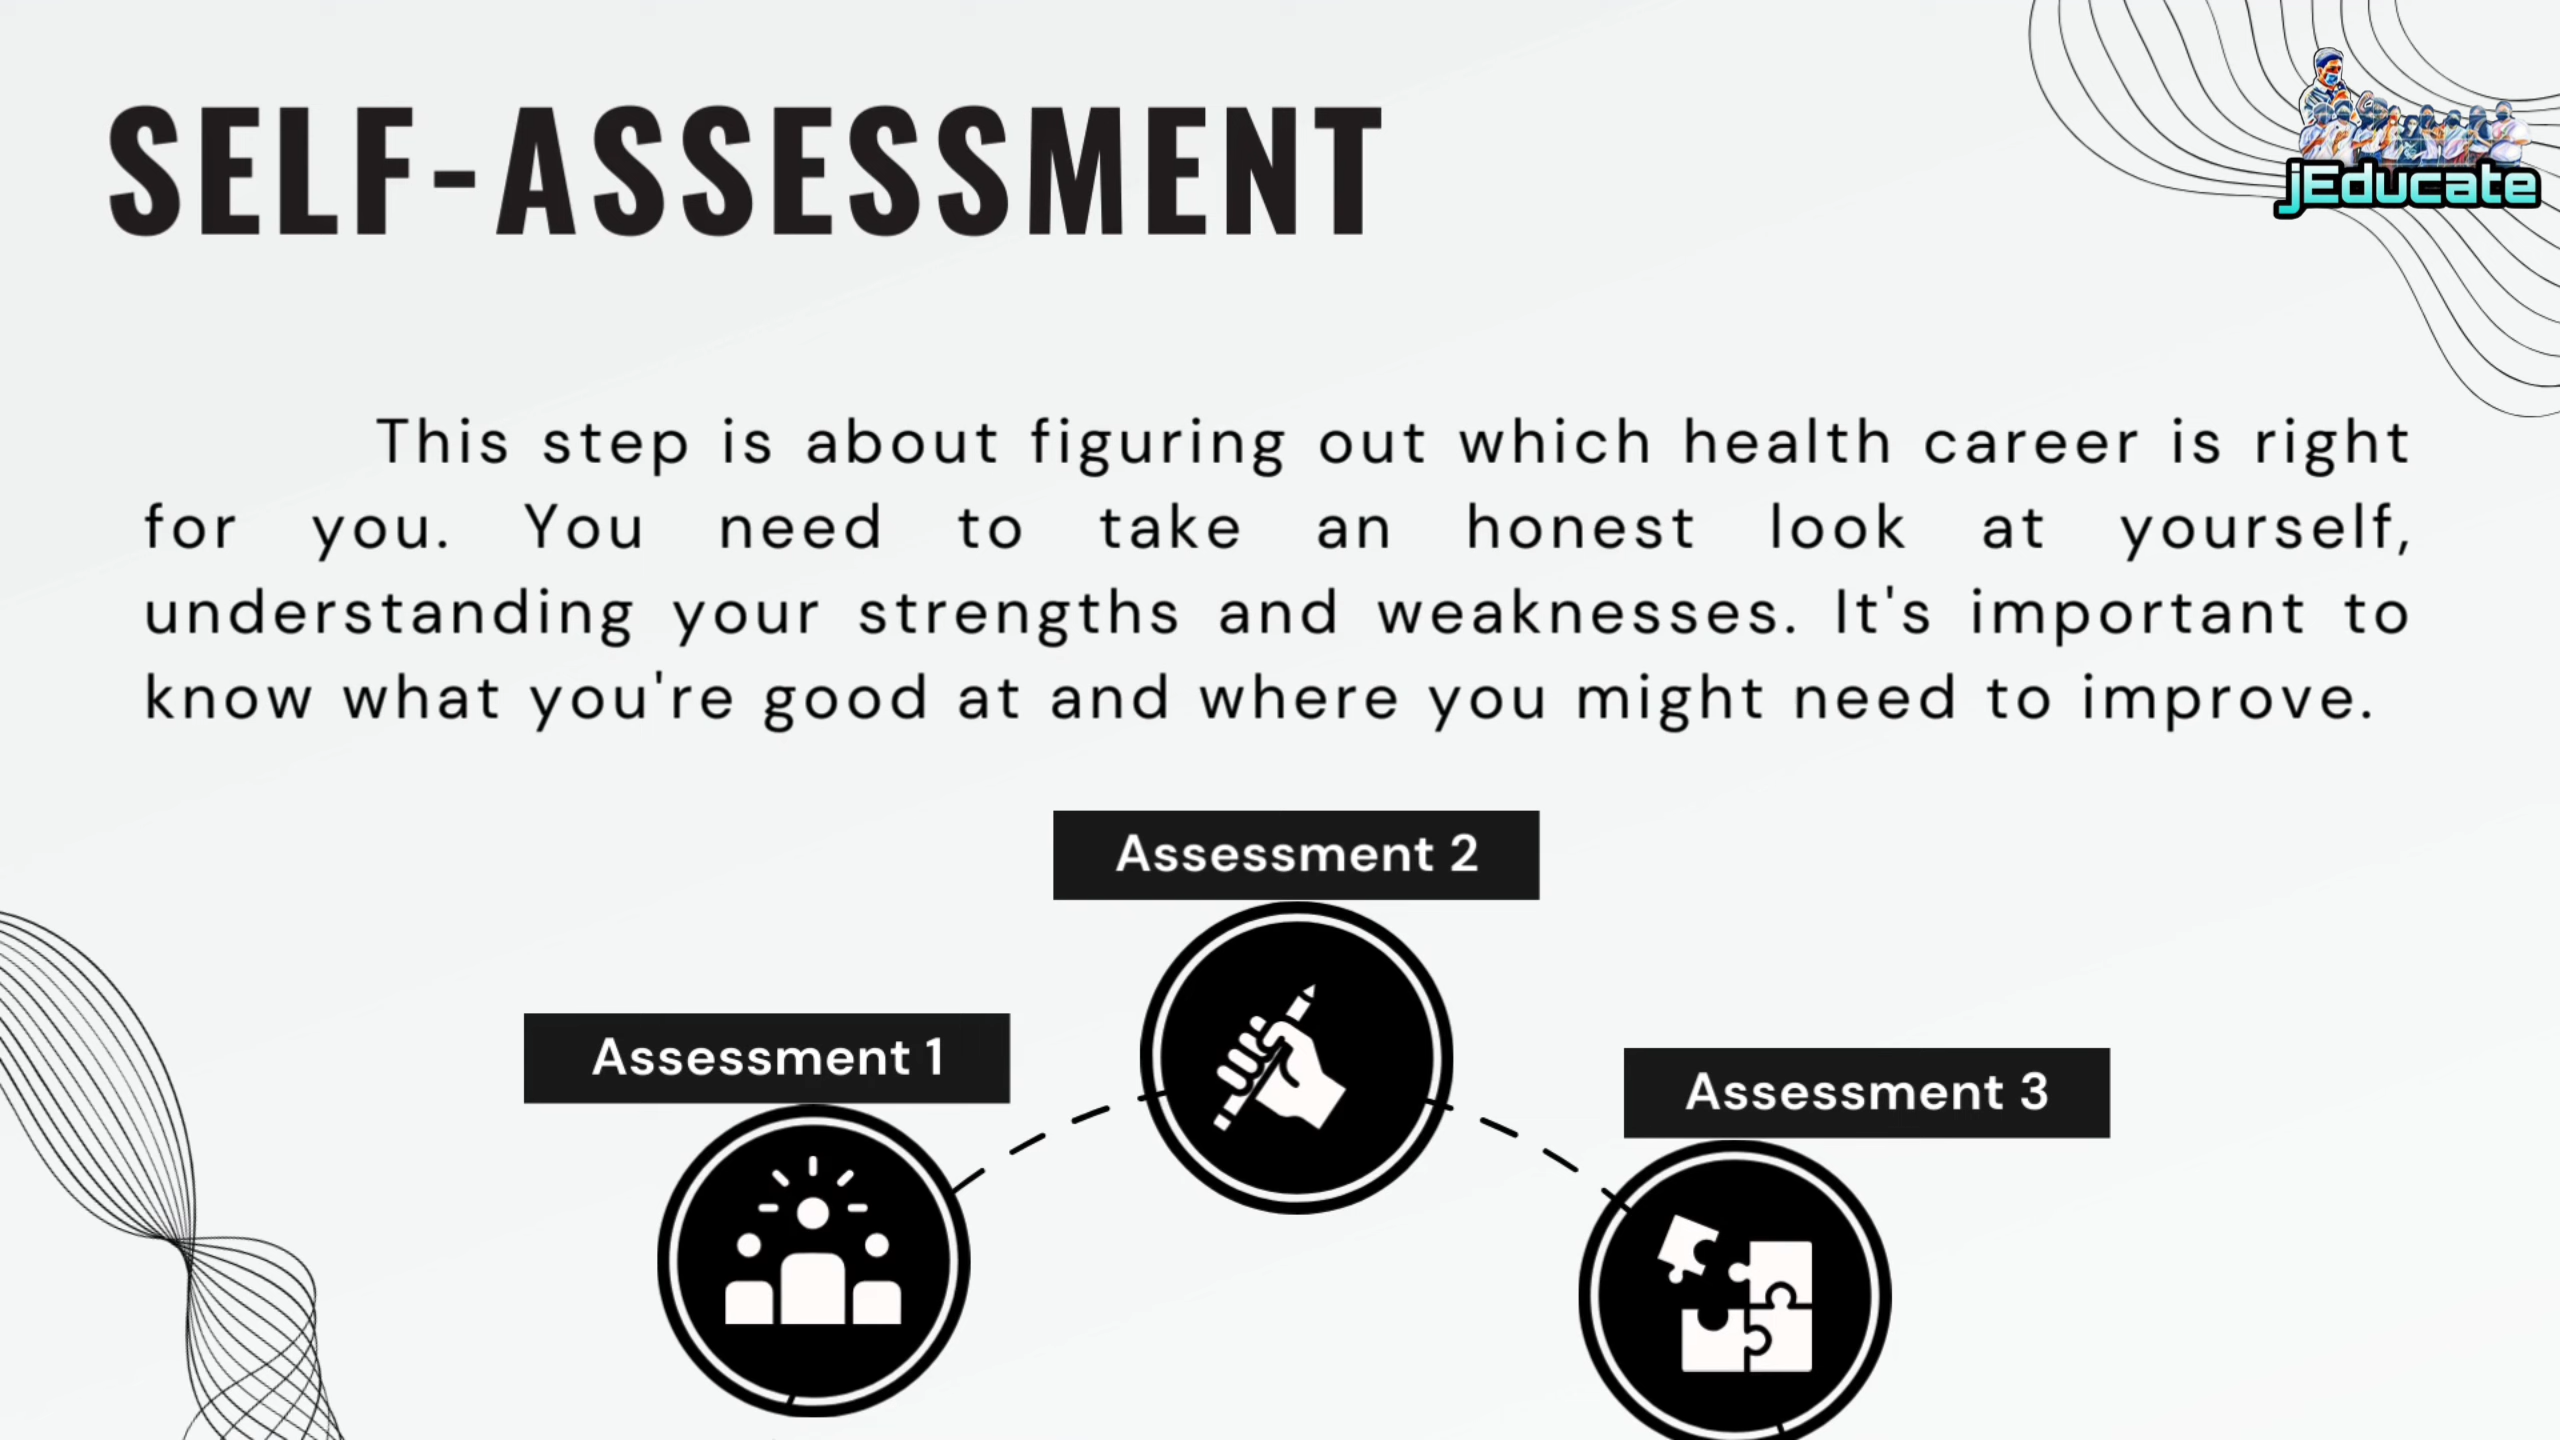 SELF-ASSESSMENT
jEducate
This step is about figuring out which health career is right
for you. You need to take an honest look at yourself,
understanding your strengths and weaknesses. It's important to
know what you're good at and where you might need to improve.
Assessment 2
Assessment 1
Assessment 3